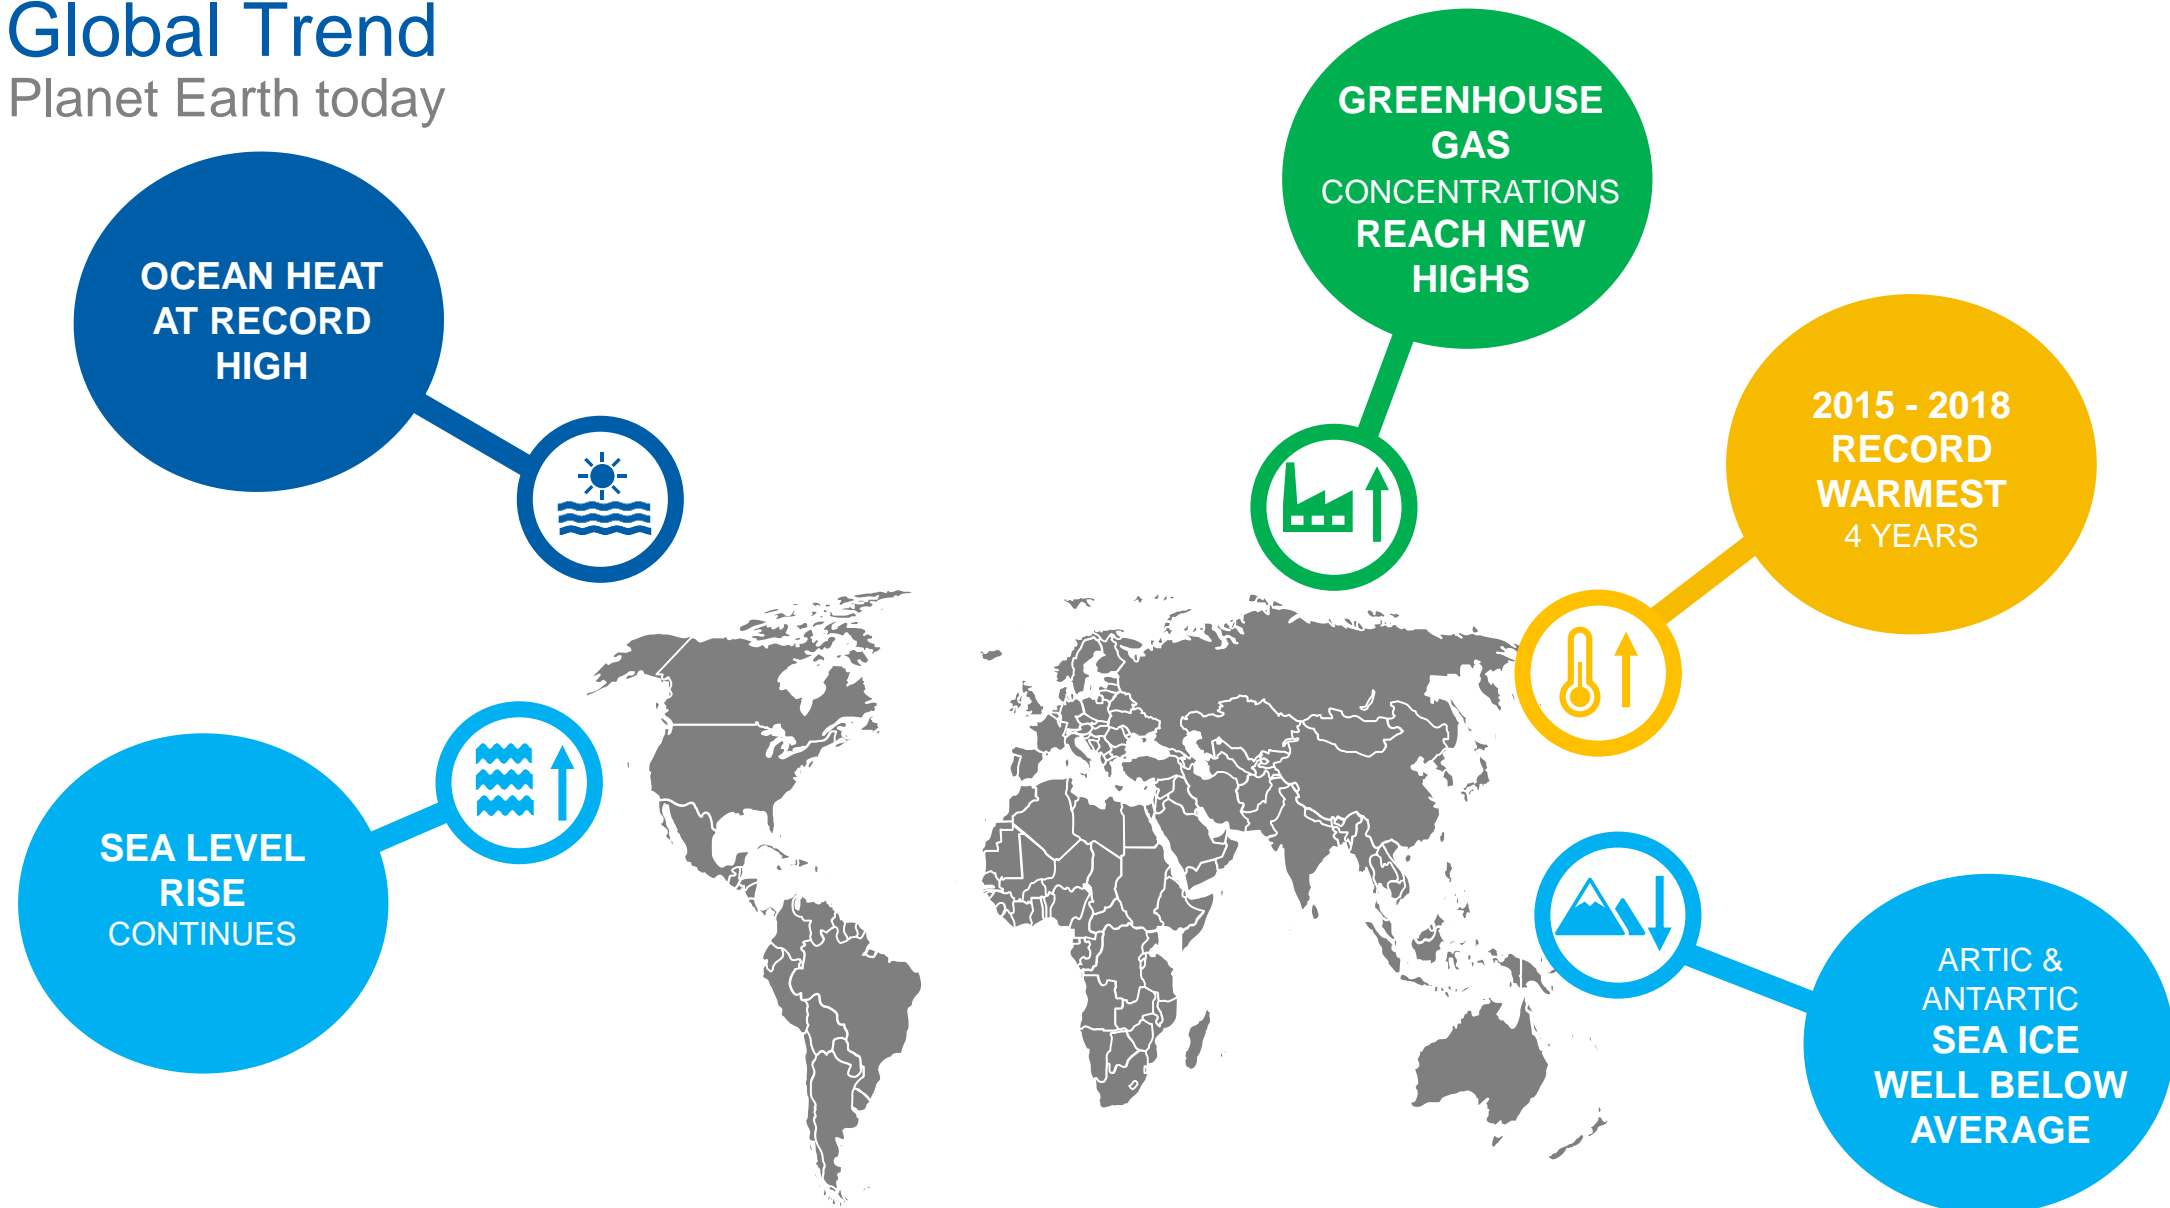 Global Trend
Planet Earth today
OCEAN HEAT
AT RECORD
HIGH
GREENHOUSE
GAS
CONCENTRATIONS
REACH NEW
HIGHS
2015 - 2018
RECORD
WARMEST
4 YEARS
SEA LEVEL
RISE
CONTINUES
ARTIC &
ANTARTIC
SEA ICE
WELL BELOW
AVERAGE